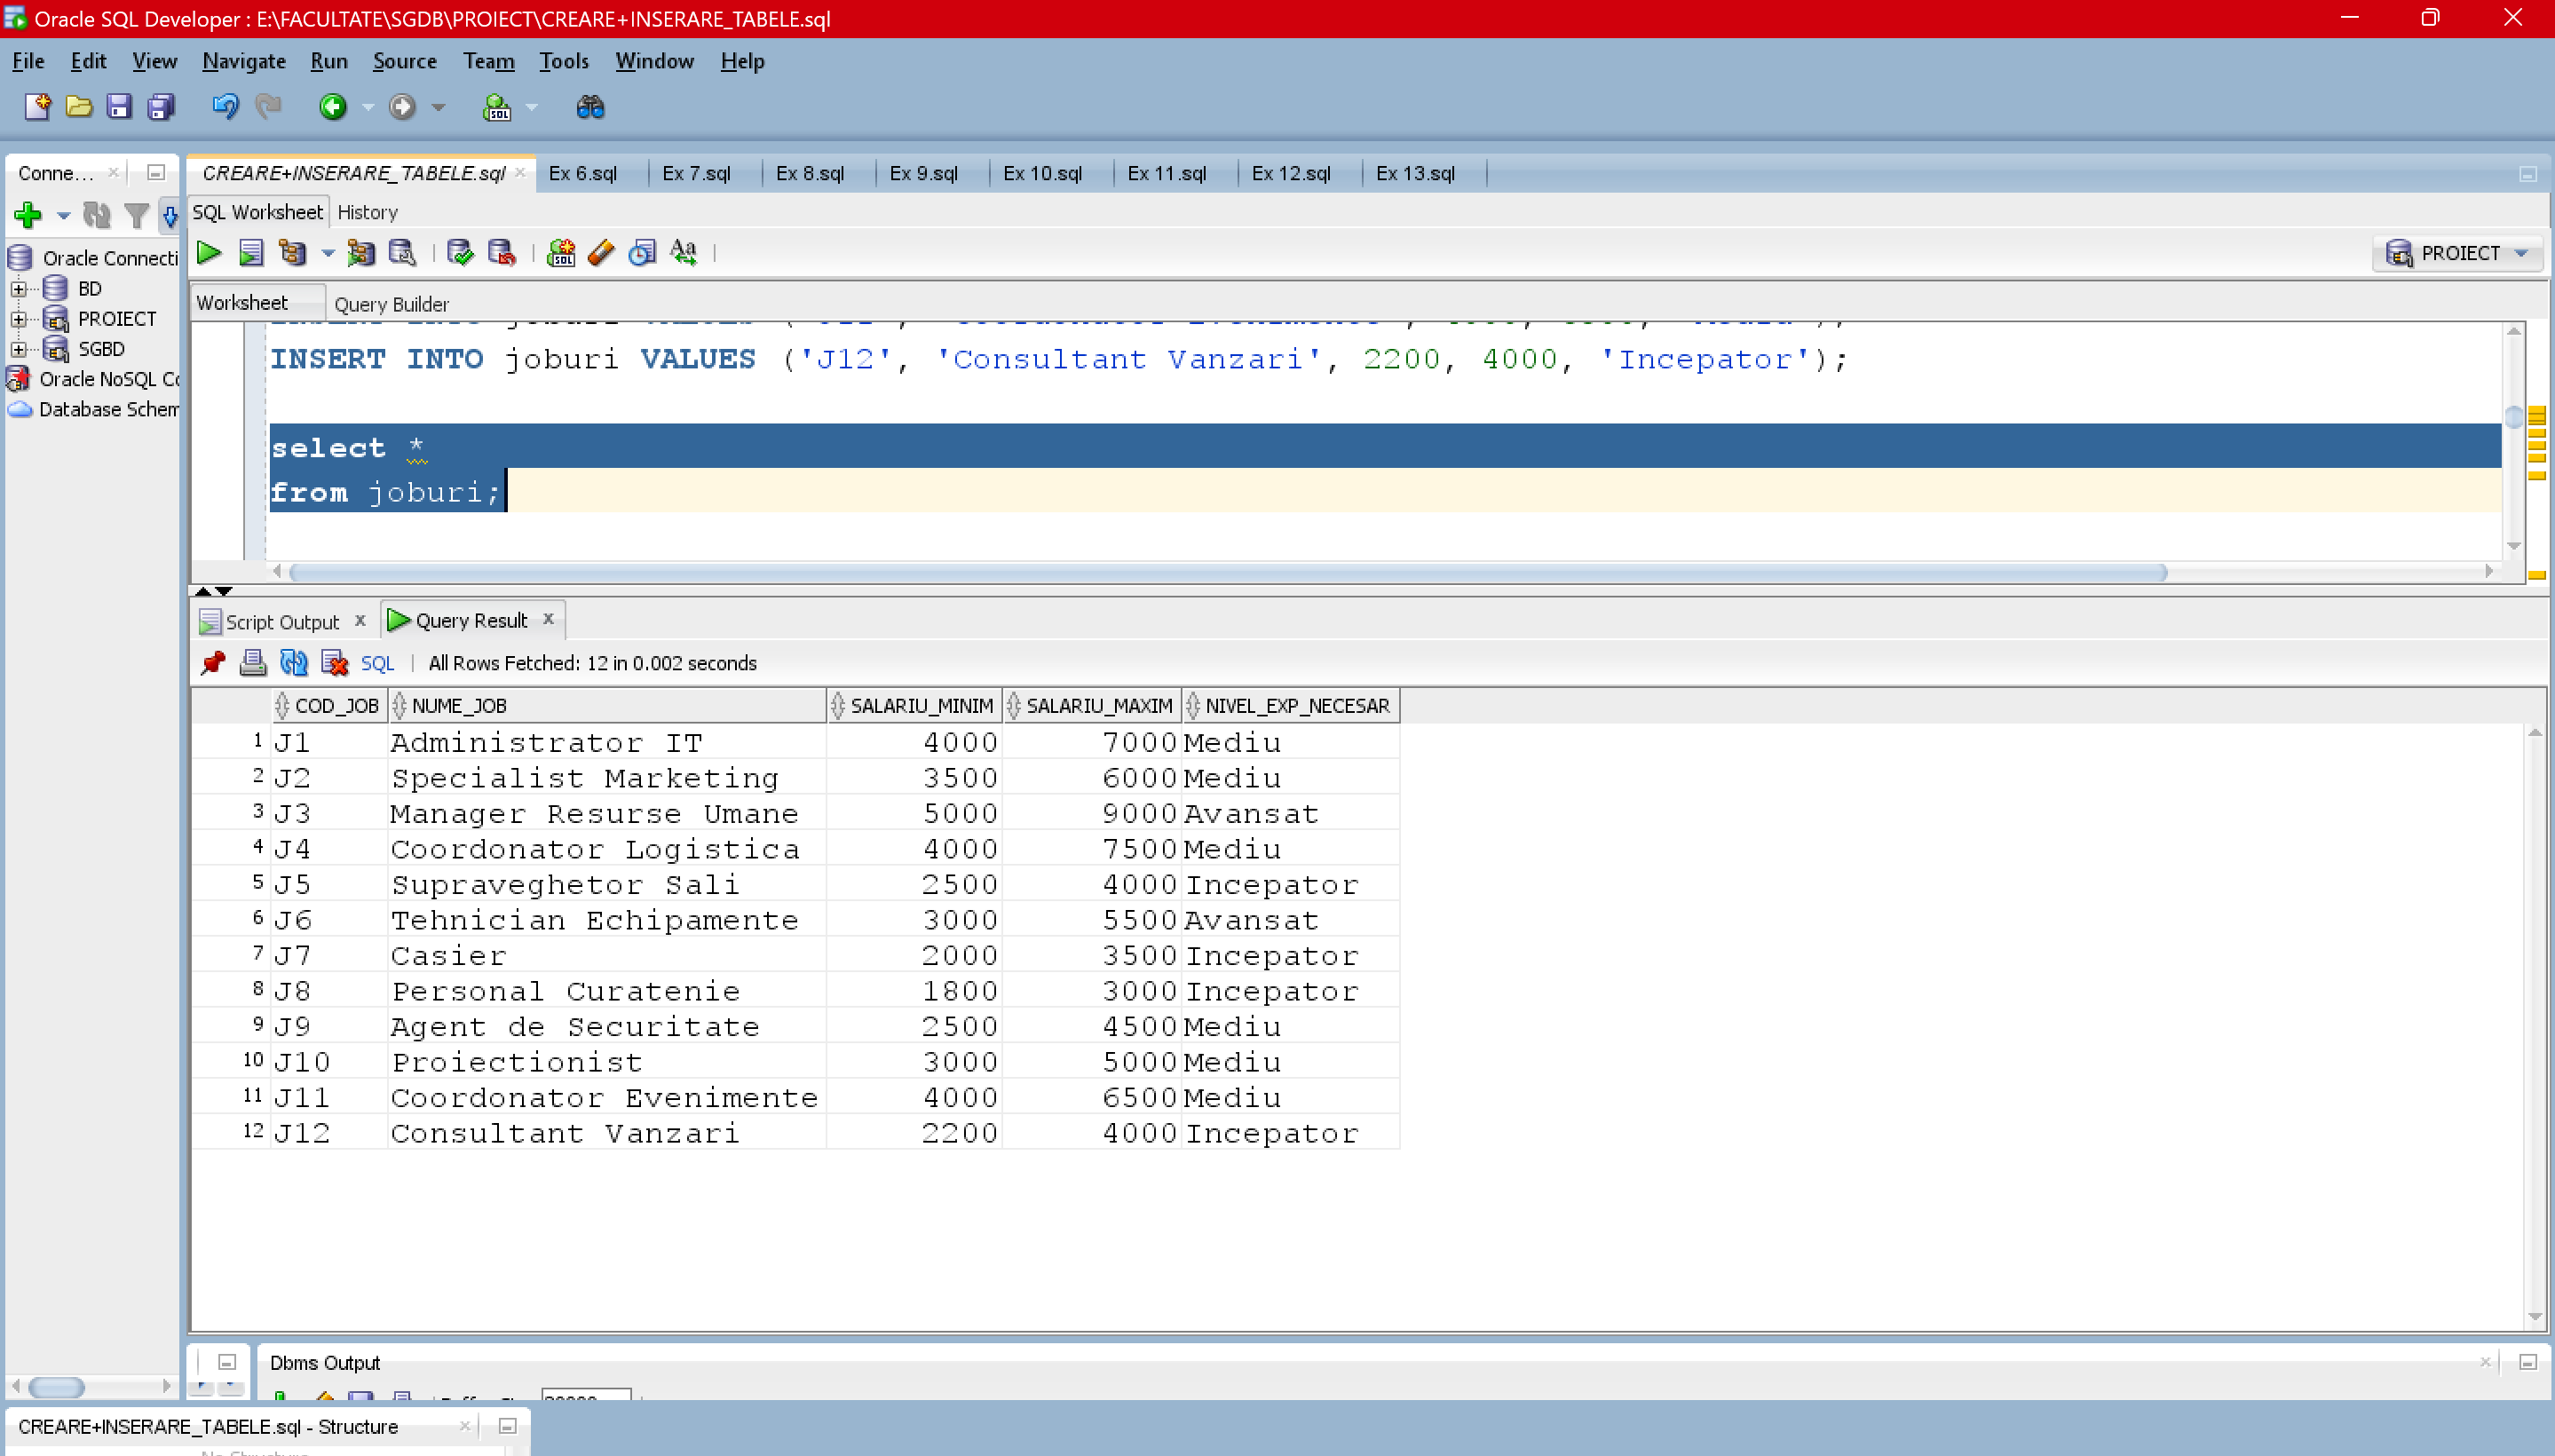 Oracle SQL Developer : E:\FACULTATE\SGDB\PROIECT\CREARE+INSERARE_TABELE.sql
File Edit View Navigate Run Source Team Tools Window Help
Conne... CREARE+INSERARE_TABELE.sql Ex 6.sql Ex 7.sql Ex 8.sql Ex 9.sql Ex 10.sql Ex 11.sql Ex 12.sql Ex 13.sql
SQL Worksheet History
PROIECT
Oracle Connecti
BD
PROIECT
SGBD
Oracle NoSQL Co
Database Schem
Worksheet Query Builder
INSERT INTO joburi VALUES ('J12', 'Consultant Vanzari', 2200, 4000, 'Incepator');
select *
from joburi;
Script Output Query Result
SQL All Rows Fetched: 12 in 0.002 seconds
COD_JOB NUME_JOB SALARIU_MINIM SALARIU_MAXIM NIVEL_EXP_NECESAR
1 J1 Administrator IT 4000 7000 Mediu
2 J2 Specialist Marketing 3500 6000 Mediu
3 J3 Manager Resurse Umane 5000 9000 Avansat
4 J4 Coordonator Logistica 4000 7500 Mediu
5 J5 Supraveghetor Sali 2500 4000 Incepator
6 J6 Tehnician Echipamente 3000 5500 Avansat
7 J7 Casier 2000 3500 Incepator
8 J8 Personal Curatenie 1800 3000 Incepator
9 J9 Agent de Securitate 2500 4500 Mediu
10 J10 Proiectionist 3000 5000 Mediu
11 J11 Coordonator Evenimente 4000 6500 Mediu
12 J12 Consultant Vanzari 2200 4000 Incepator
Dbms Output
CREARE+INSERARE_TABELE.sql - Structure